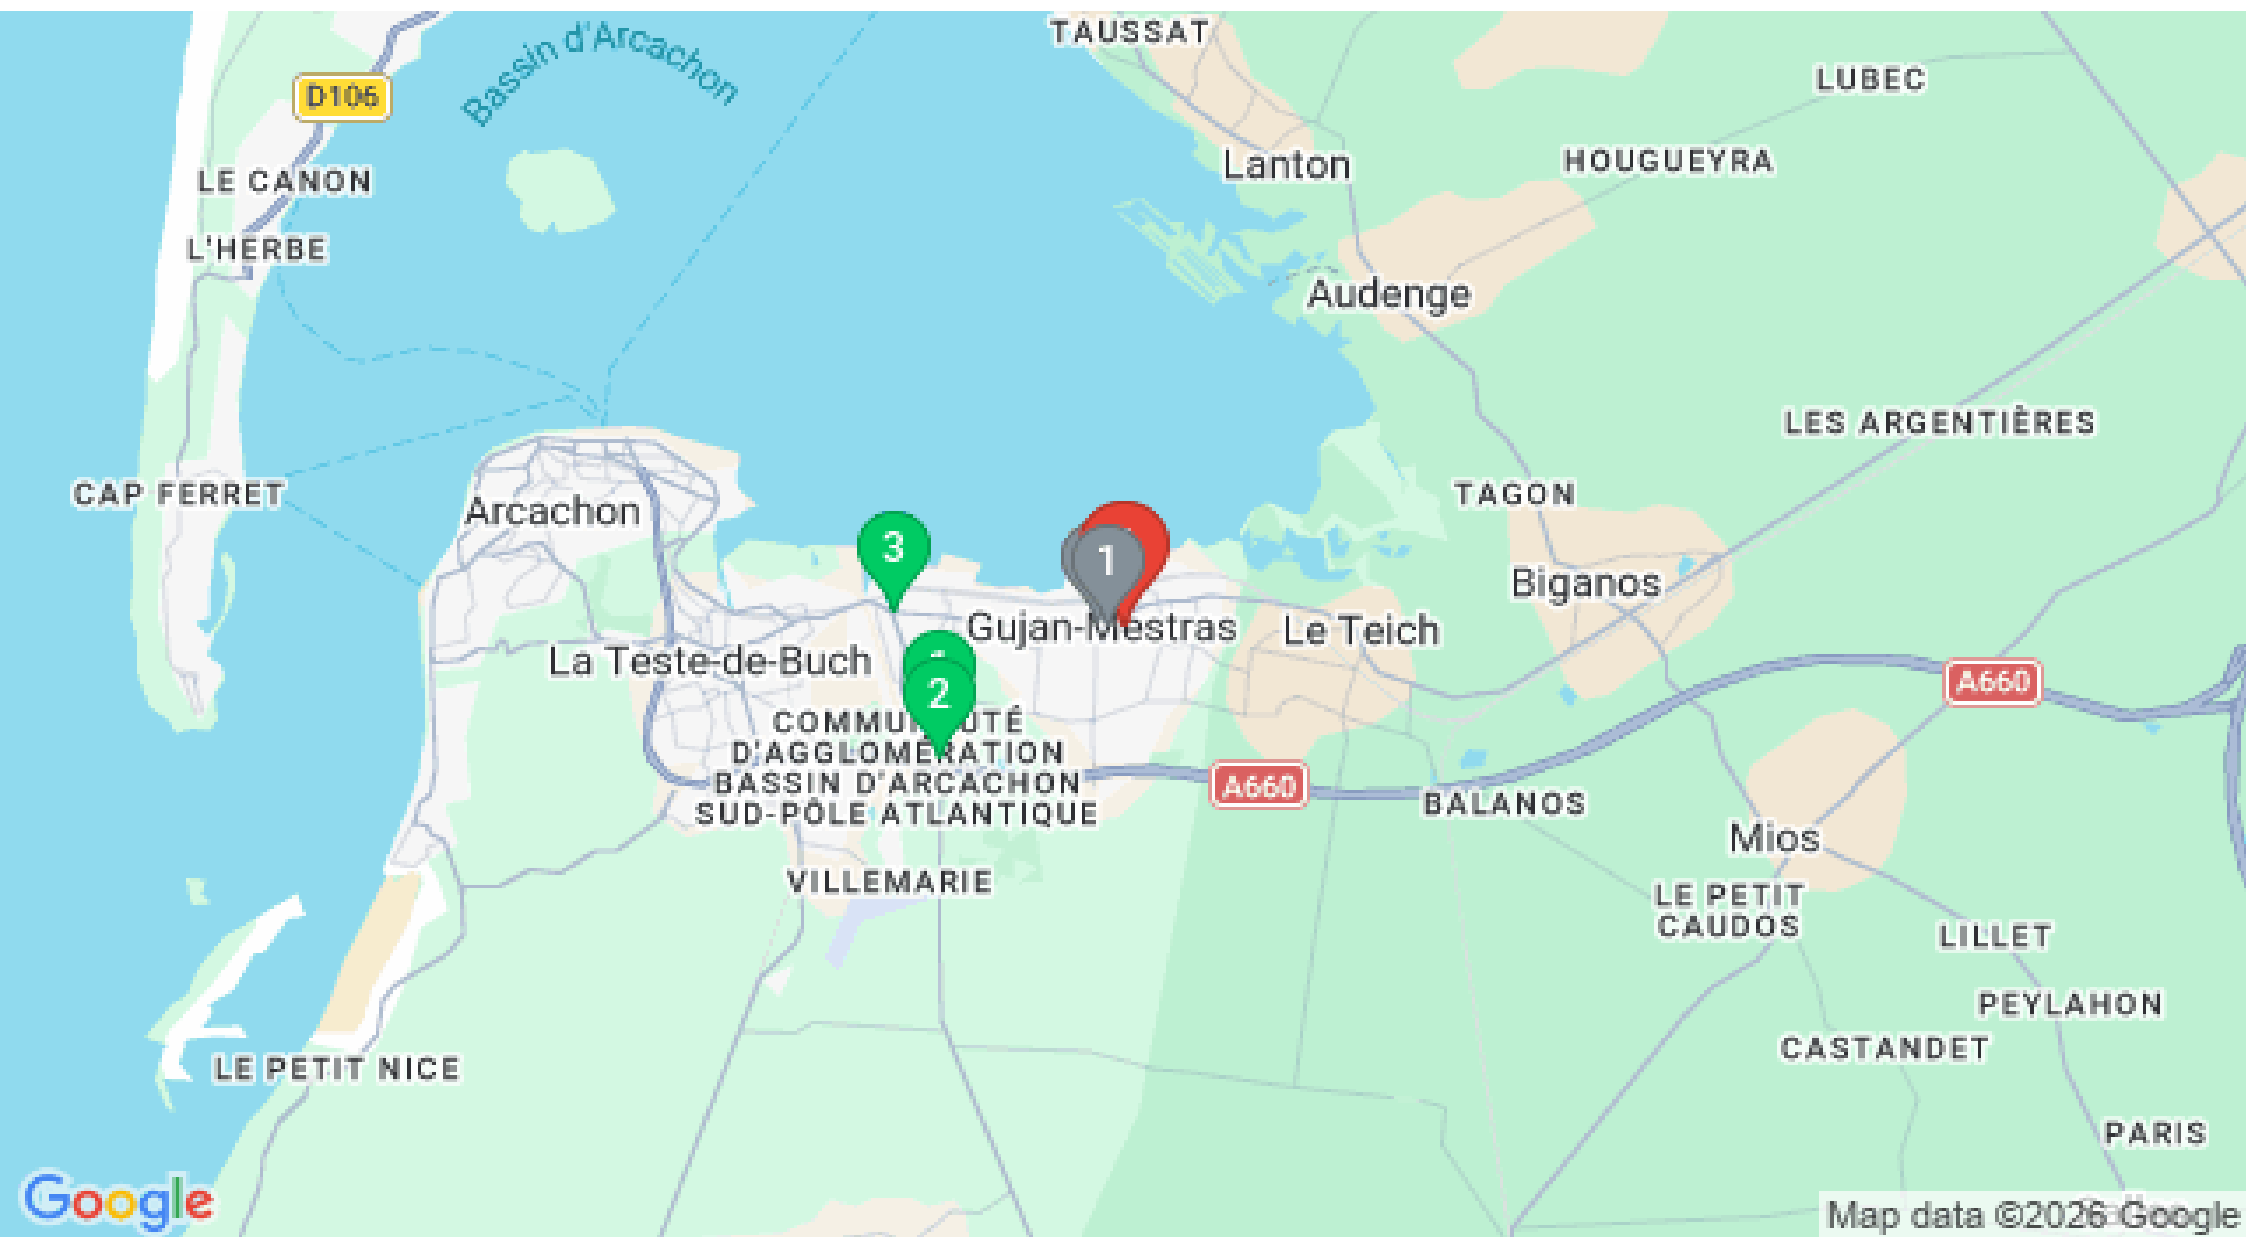 TAUSSAT
Bassin d'Arcachon
LUBEC
D106
Lanton
HOUGUEYRA
LE CANON
L'HERBE
Audenge
LES ARGENTIÈRES
CAP FERRET
TAGON
Arcachon
3
1
Biganos
Gujan-Mestras
Le Teich
La Teste-de-Buch
2
A660
COMMUNAUTÉ
D'AGGLOMÉRATION
BASSIN D'ARCACHON
SUD-PÔLE ATLANTIQUE
A660
BALANOS
Mios
VILLEMARIE
LE PETIT
CAUDOS
LILLET
PEYLAHON
CASTANDET
LE PETIT NICE
PARIS
Google
Map data ©2026 Google